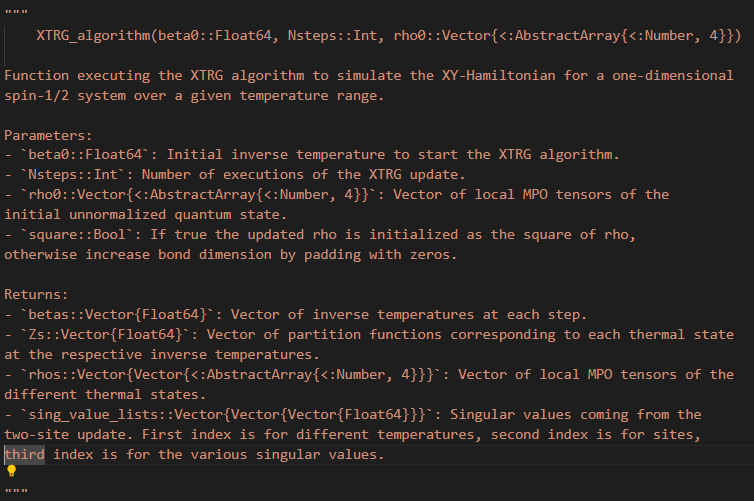 """
XTRG_algorithm(beta0::Float64, Nsteps::Int, rho0::Vector{<:AbstractArray{<:Number, 4}})
Function executing the XTRG algorithm to simulate the XY-Hamiltonian for a one-dimensional
spin-1/2 system over a given temperature range.
Parameters:
- `beta0::Float64`: Initial inverse temperature to start the XTRG algorithm.
- `Nsteps::Int`: Number of executions of the XTRG update.
- `rho0::Vector{<:AbstractArray{<:Number, 4}}`: Vector of local MPO tensors of the
initial unnormalized quantum state.
- `square::Bool`: If true the updated rho is initialized as the square of rho,
otherwise increase bond dimension by padding with zeros.
Returns:
- `betas::Vector{Float64}`: Vector of inverse temperatures at each step.
- `Zs::Vector{Float64}`: Vector of partition functions corresponding to each thermal state
at the respective inverse temperatures.
- `rhos::Vector{Vector{<:AbstractArray{<:Number, 4}}}`: Vector of local MPO tensors of the
different thermal states.
- `sing_value_lists::Vector{Vector{Vector{Float64}}}`: Singular values coming from the
two-site update. First index is for different temperatures, second index is for sites,
third index is for the various singular values.
"""